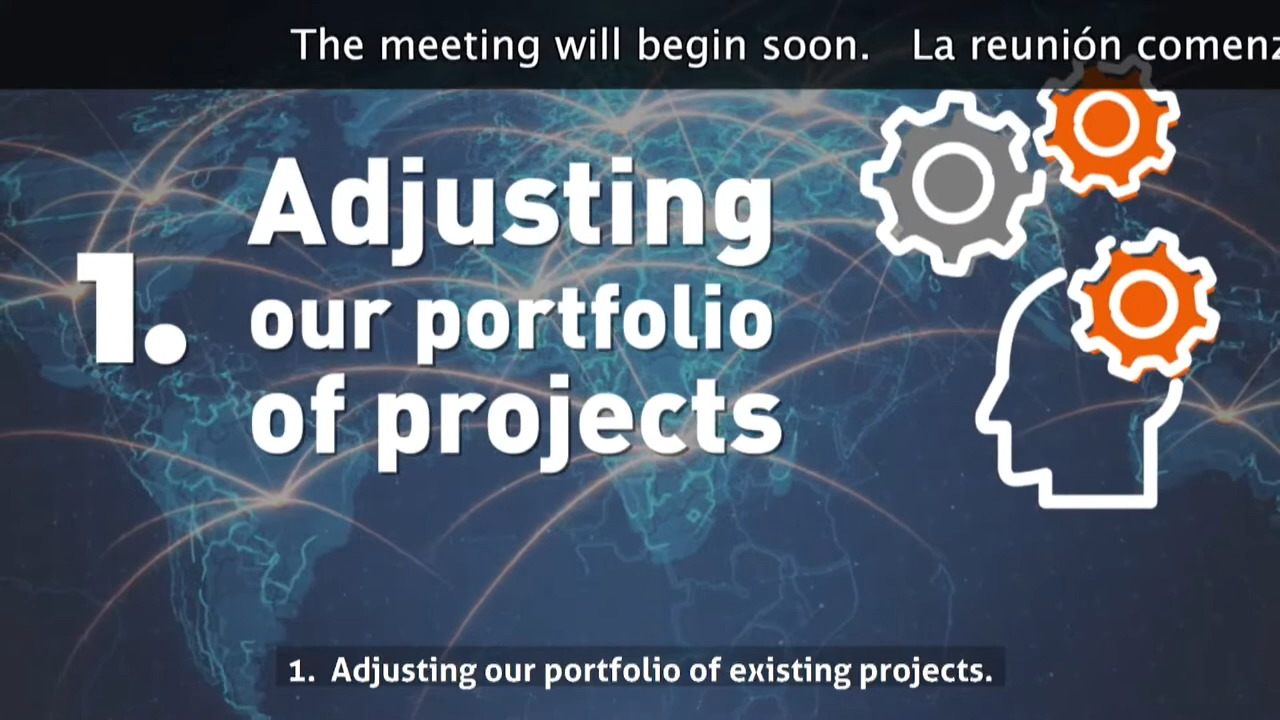 The meeting will begin soon. La reunión comenz
1.
Adjusting
our portfolio
of projects
1. Adjusting our portfolio of existing projects.